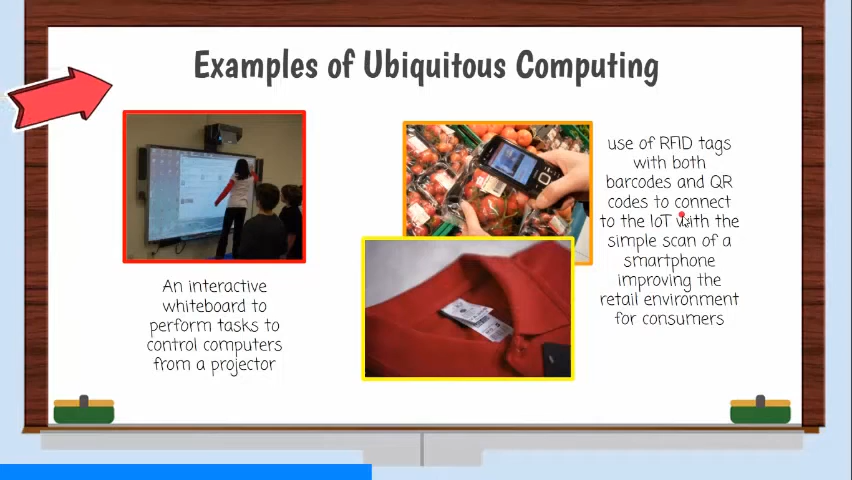 Examples of Ubiquitous Computing
An interactive
whiteboard to
perform tasks to
control computers
from a projector
use of RFID tags
with both
barcodes and QR
codes to connect
to the IoT with the
simple scan of a
smartphone
improving the
retail environment
for consumers